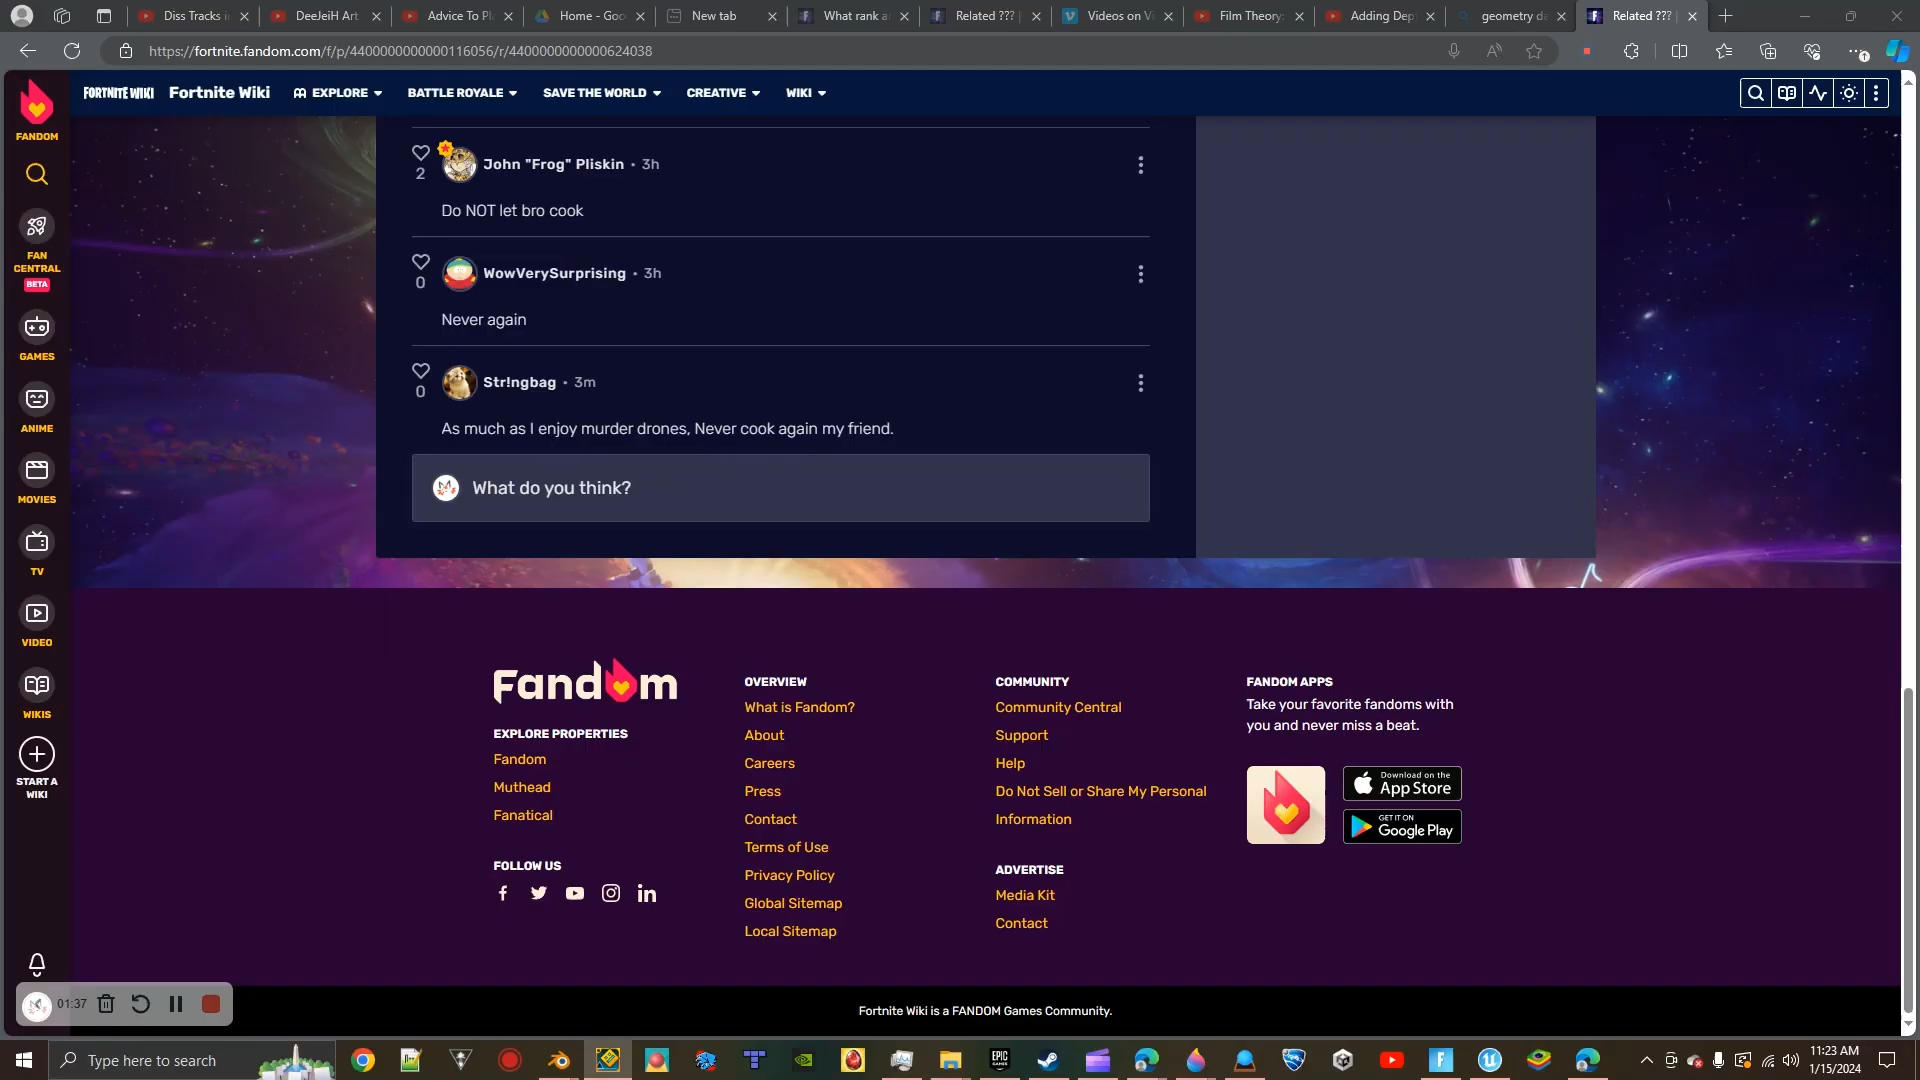 Diss Tracks i
DeeJeiH Art
Advice To Pl
Home - Goo
New tab
What rank a
Related ???
Videos on Vi
Film Theory:
Adding Dep
geometry da
Related ???
https://fortnite.fandom.com/f/p/4400000000000116056/r/4400000000000624038
FORTNITE WIKI
Fortnite Wiki
EXPLORE
BATTLE ROYALE
SAVE THE WORLD
CREATIVE
WIKI
FANDOM
FAN
CENTRAL
BETA
GAMES
ANIME
MOVIES
TV
VIDEO
WIKIS
START A
WIKI
2
John "Frog" Pliskin • 3h
Do NOT let bro cook
0
WowVerySurprising • 3h
Never again
0
Str!ngbag • 3m
As much as I enjoy murder drones, Never cook again my friend.
What do you think?
Fandom
EXPLORE PROPERTIES
Fandom
Muthead
Fanatical
FOLLOW US
OVERVIEW
What is Fandom?
About
Careers
Press
Contact
Terms of Use
Privacy Policy
Global Sitemap
Local Sitemap
COMMUNITY
Community Central
Support
Help
Do Not Sell or Share My Personal
Information
ADVERTISE
Media Kit
Contact
FANDOM APPS
Take your favorite fandoms with
you and never miss a beat.
Download on the
App Store
GET IT ON
Google Play
01:37
Fortnite Wiki is a FANDOM Games Community.
Type here to search
EPIC
GAMES
11:23 AM
1/15/2024